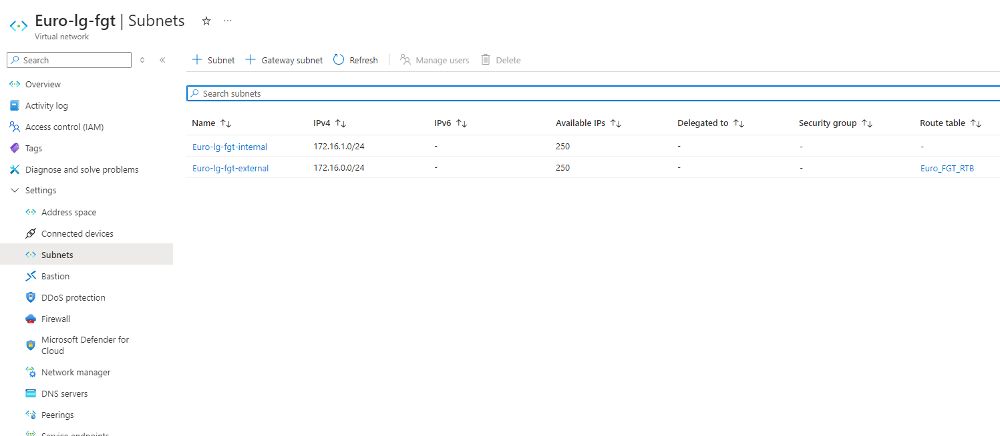 Euro-lg-fgt | Subnets
Virtual network
Search
Subnet
Gateway subnet
Refresh
Manage users
Delete
Overview
Activity log
Access control (IAM)
Tags
Diagnose and solve problems
Settings
Address space
Connected devices
Subnets
Bastion
DDoS protection
Firewall
Microsoft Defender for
Cloud
Network manager
DNS servers
Peerings
Service endpoints
Search subnets
Name IPv4 IPv6 Available IPs Delegated to Security group Route table
Euro-lg-fgt-internal 172.16.1.0/24 - 250 - - -
Euro-lg-fgt-external 172.16.0.0/24 - 250 - - Euro_FGT_RTB